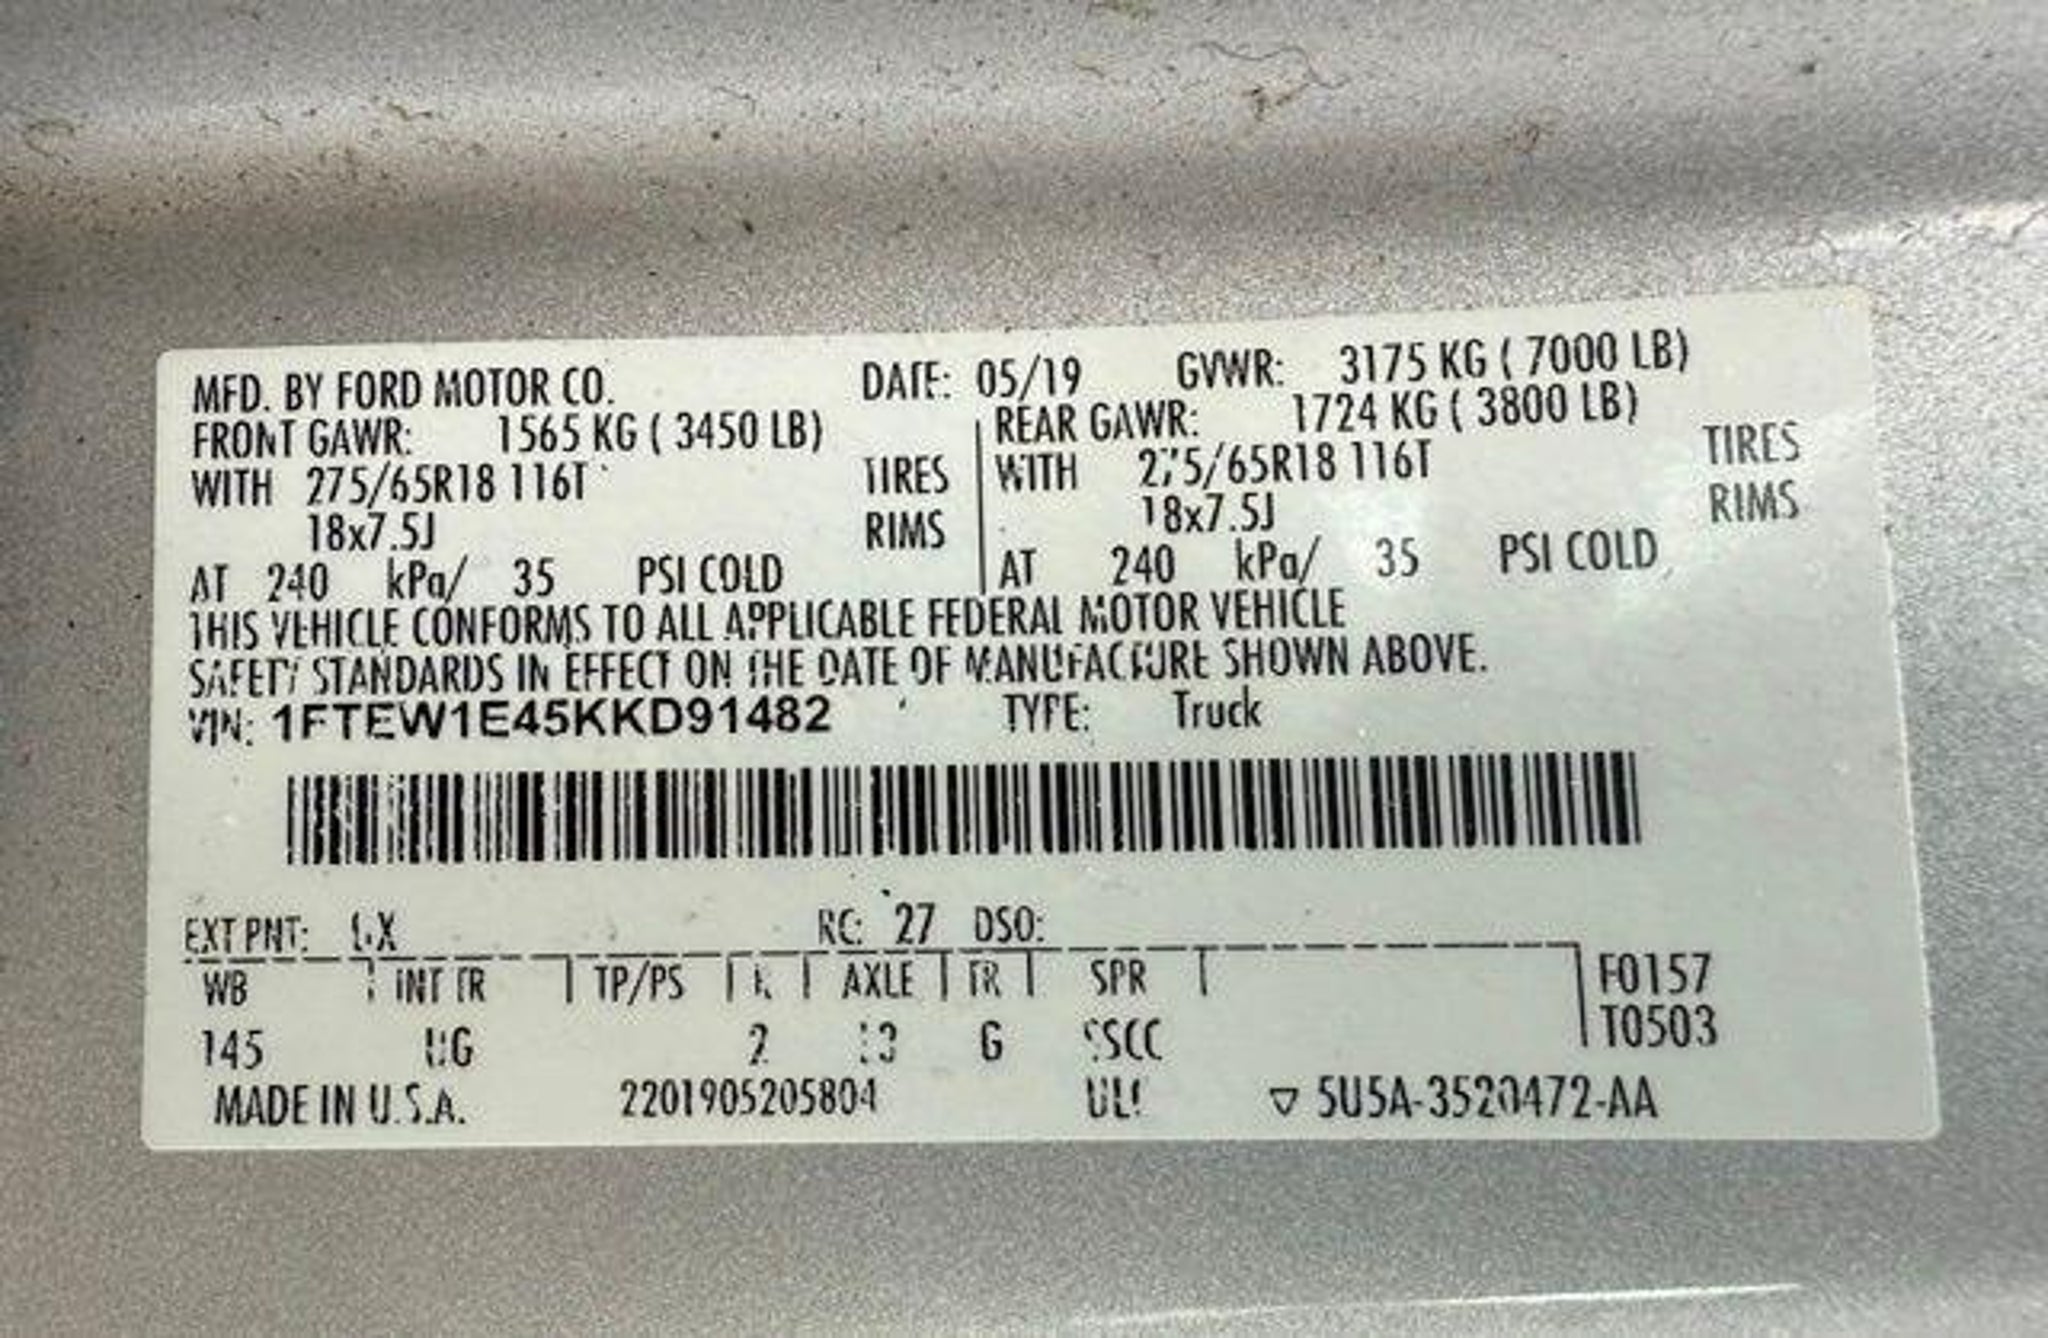 MFD. BY FORD MOTOR CO. DATE: 05/19 GVWR: 3175 KG ( 7000 LB)
FRONT GAWR: 1565 KG ( 3450 LB) REAR GAWR: 1724 KG ( 3800 LB)
WITH 275/65R18 116T TIRES WITH 275/65R18 116T TIRES
18x7.5J RIMS 18x7.5J RIMS
AT 240 kPa/ 35 PSI COLD AT 240 kPa/ 35 PSI COLD
THIS VEHICLE CONFORMS TO ALL APPLICABLE FEDERAL MOTOR VEHICLE
SAFETY STANDARDS IN EFFECT ON THE DATE OF MANUFACTURE SHOWN ABOVE.
VIN: 1FTEW1E45KKD91482 TYPE: Truck
EXT PNT: RC: 27 DSO:
WB INT TR TP/PS R AXLE TR SPR F0157
T0503
145 2 G SSCC
MADE IN U.S.A. 2201905205804 5U5A-3520472-AA